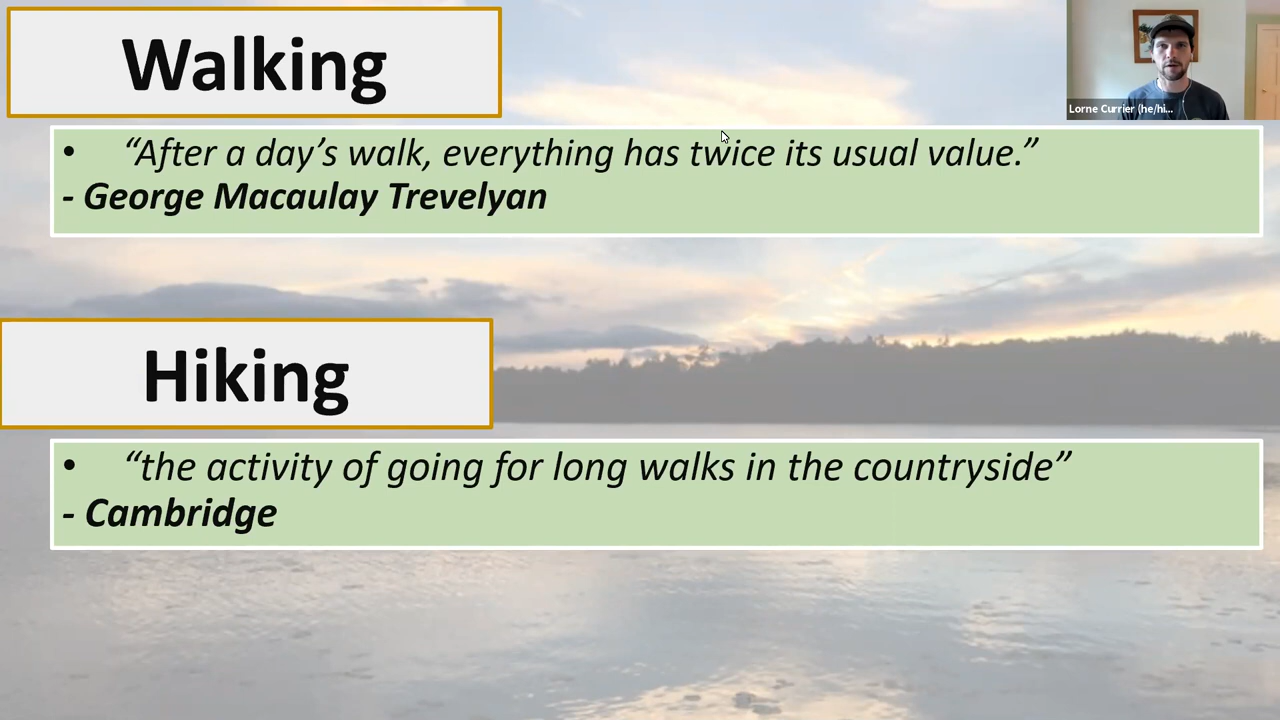 Walking
Lorne Currier (he/hi...
• “After a day’s walk, everything has twice its usual value.”
- George Macaulay Trevelyan
Hiking
• “the activity of going for long walks in the countryside”
- Cambridge